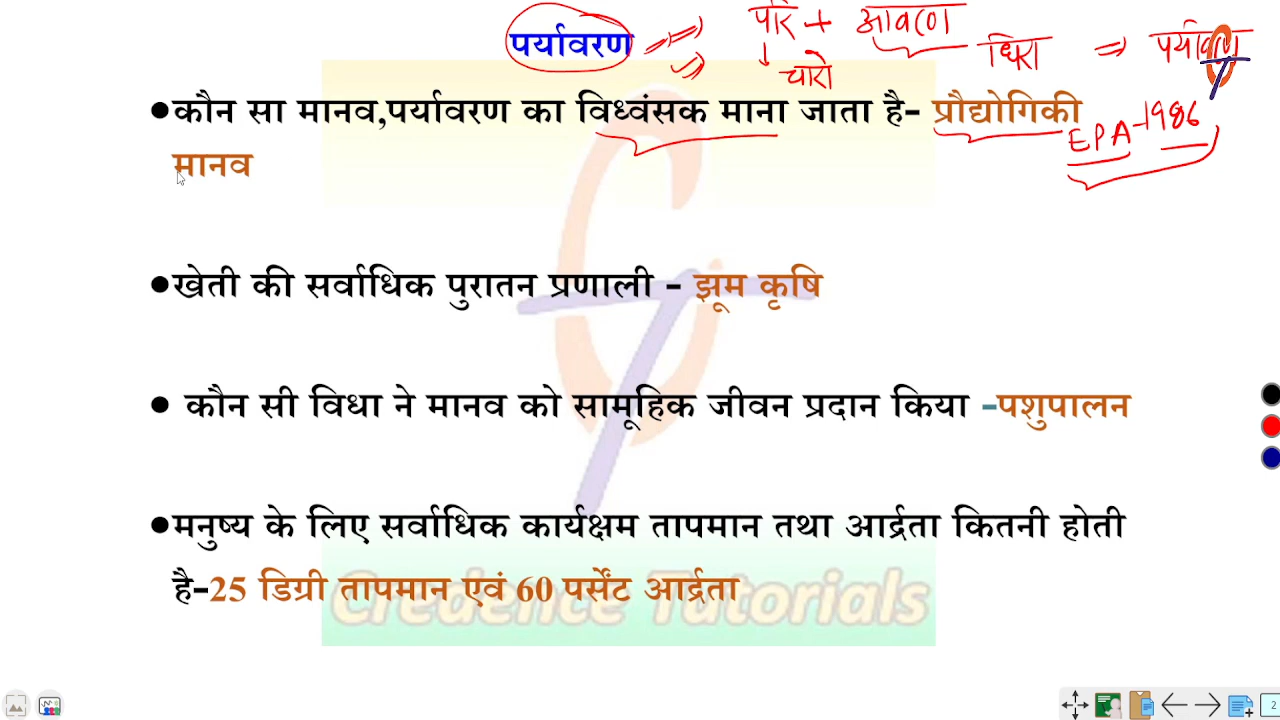 पर्यावरण ⇒ परि + आवरण
चारो घिरा ⇒ पर्यावरण
●कौन सा मानव,पर्यावरण का विध्वंसक माना जाता है- प्रौद्योगिकी
मानव
EPA-1986
●खेती की सर्वाधिक पुरातन प्रणाली - झूम कृषि
● कौन सी विधा ने मानव को सामूहिक जीवन प्रदान किया -पशुपालन
●मनुष्य के लिए सर्वाधिक कार्यक्षम तापमान तथा आर्द्रता कितनी होती
है-25 डिग्री तापमान एवं 60 पर्सेंट आर्द्रता
Credence Tutorials
2